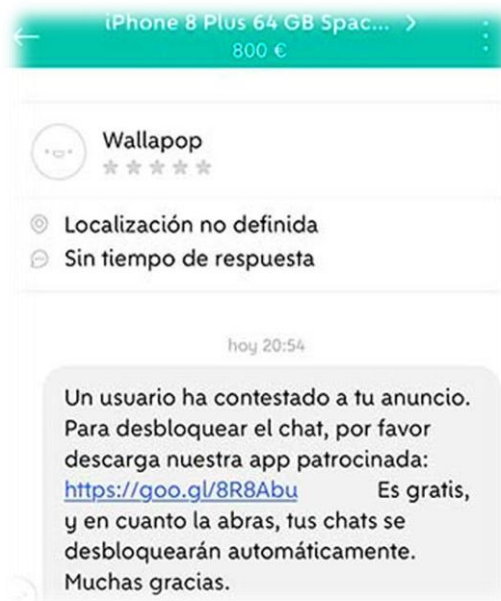 iPhone 8 Plus 64 GB Spac...
800 €
Wallapop
Localización no definida
Sin tiempo de respuesta
hoy 20:54
Un usuario ha contestado a tu anuncio.
Para desbloquear el chat, por favor
descarga nuestra app patrocinada:
https://goo.gl/8R8Abu Es gratis,
y en cuanto la abras, tus chats se
desbloquearán automáticamente.
Muchas gracias.